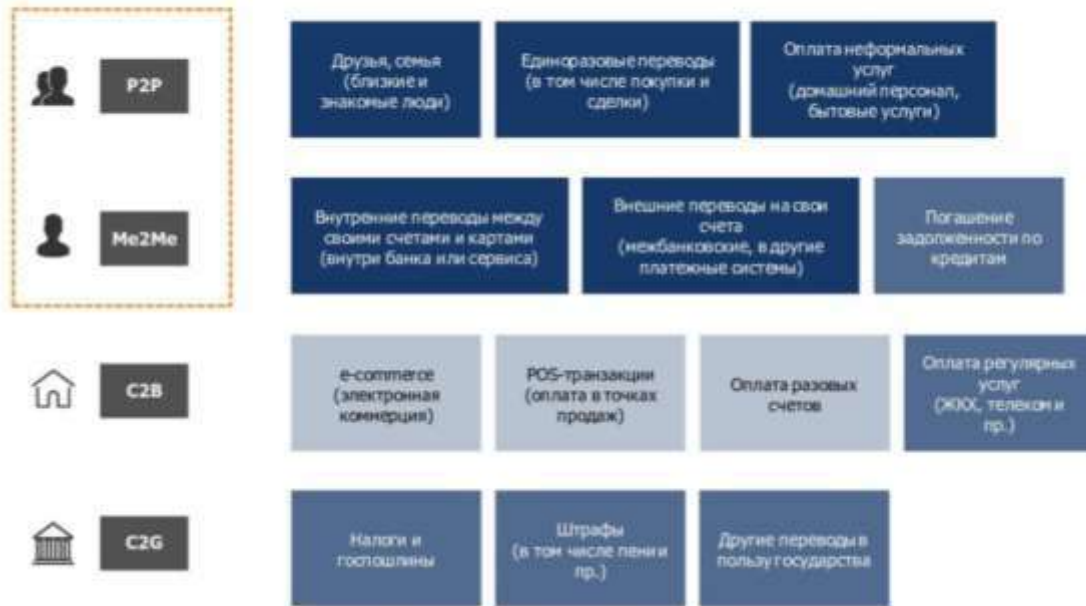 P2P
Друзья, семья
(близкие и
знакомые люди)
Единоразовые переводы
(в том числе покупки и
сделки)
Оплата неформальных
услуг
(домашний персонал,
бытовые услуги)
Me2Me
Внутренние переводы между
своими счетами и картами
(внутри банка или сервиса)
Внешние переводы на свои
счета
(межбанковские, в другие
платежные системы)
Погашение
задолженности по
кредитам
C2B
e-commerce
(электронная
коммерция)
POS-транзакции
(оплата в точках
продаж)
Оплата разовых
счетов
Оплата регулярных
услуг
(ЖКХ, телеком и
пр.)
C2G
Налоги и
госпошлины
Штрафы
(в том числе пени и
пр.)
Другие переводы в
пользу государства